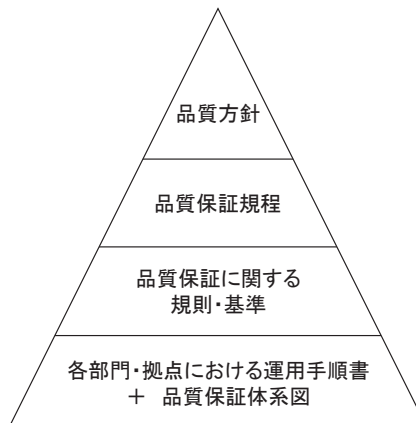 品質方針
品質保証規程
品質保証に関する
規則・基準
各部門・拠点における運用手順書
＋ 品質保証体系図